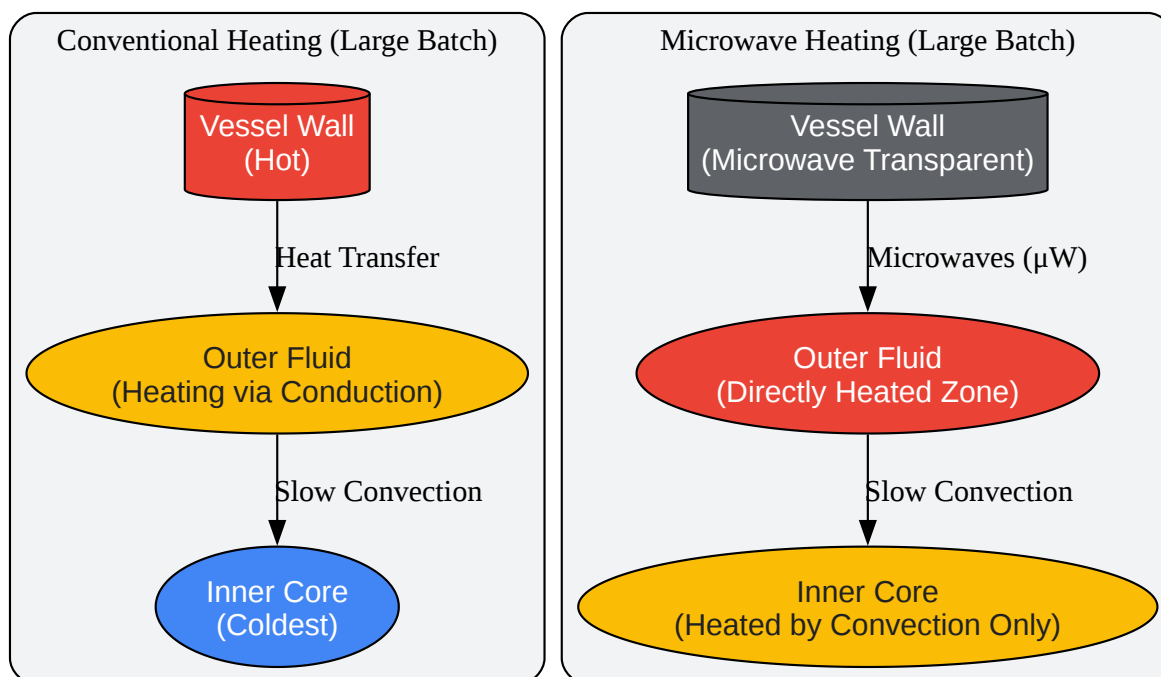 Conventional Heating (Large Batch)
Vessel Wall
(Hot)
Heat Transfer
Outer Fluid
(Heating via Conduction)
Slow Convection
Inner Core
(Coldest)
Microwave Heating (Large Batch)
Vessel Wall
(Microwave Transparent)
Microwaves (μW)
Outer Fluid
(Directly Heated Zone)
Slow Convection
Inner Core
(Heated by Convection Only)